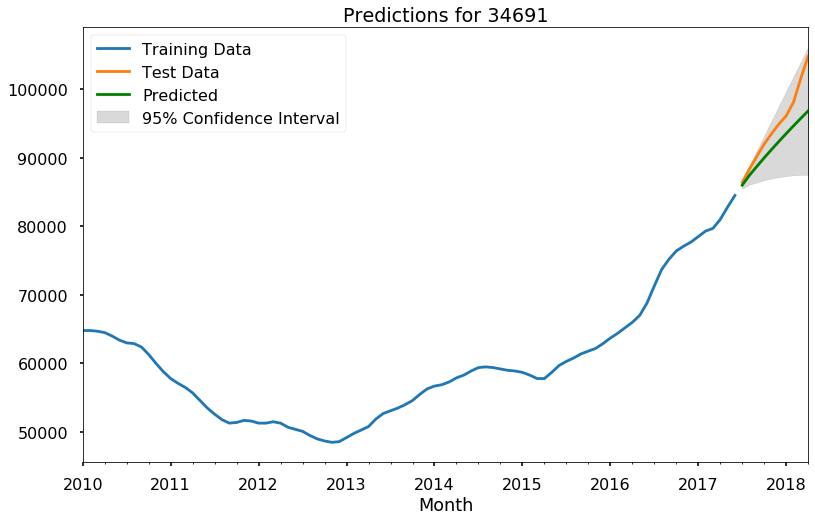 Predictions for 34691
Training Data
Test Data
Predicted
95% Confidence Interval
100000
90000
80000
70000
60000
50000
2010 2011 2012 2013 2014 2015 2016 2017 2018
Month